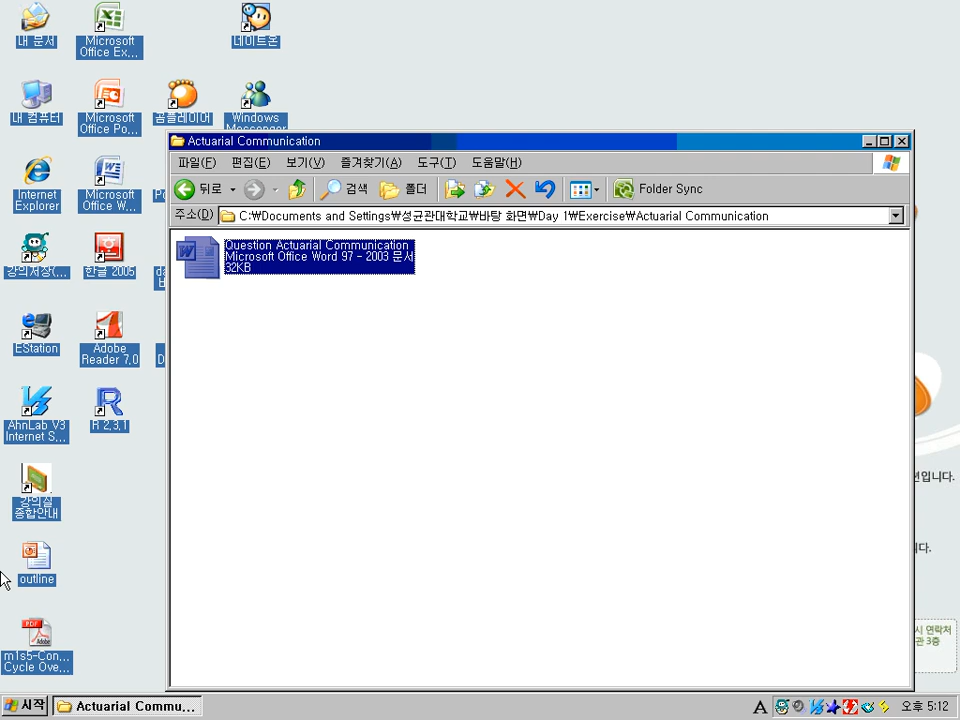 내 문서
Microsoft
Office Ex...
네이트온
내 컴퓨터
Microsoft
Office Po...
곰플레이어
Windows
Messenger
Internet
Explorer
Microsoft
Office W...
강의저장(...
한글 2005
EStation
Adobe
Reader 7,0
AhnLab V3
Internet S...
R 2,3,1
강의실
종합안내
outline
m1s5-Con...
Cycle Ove...
Actuarial Communication
파일(F) 편집(E) 보기(V) 즐겨찾기(A) 도구(T) 도움말(H)
뒤로 검색 폴더 Folder Sync
주소(D) C:₩Documents and Settings₩성균관대학교₩바탕 화면₩Day 1₩Exercise₩Actuarial Communication
Question Actuarial Communication
Microsoft Office Word 97 - 2003 문서
32KB
입니다.
다.
시 연락처
관 3층
시작 Actuarial Commu... A 오후 5:12